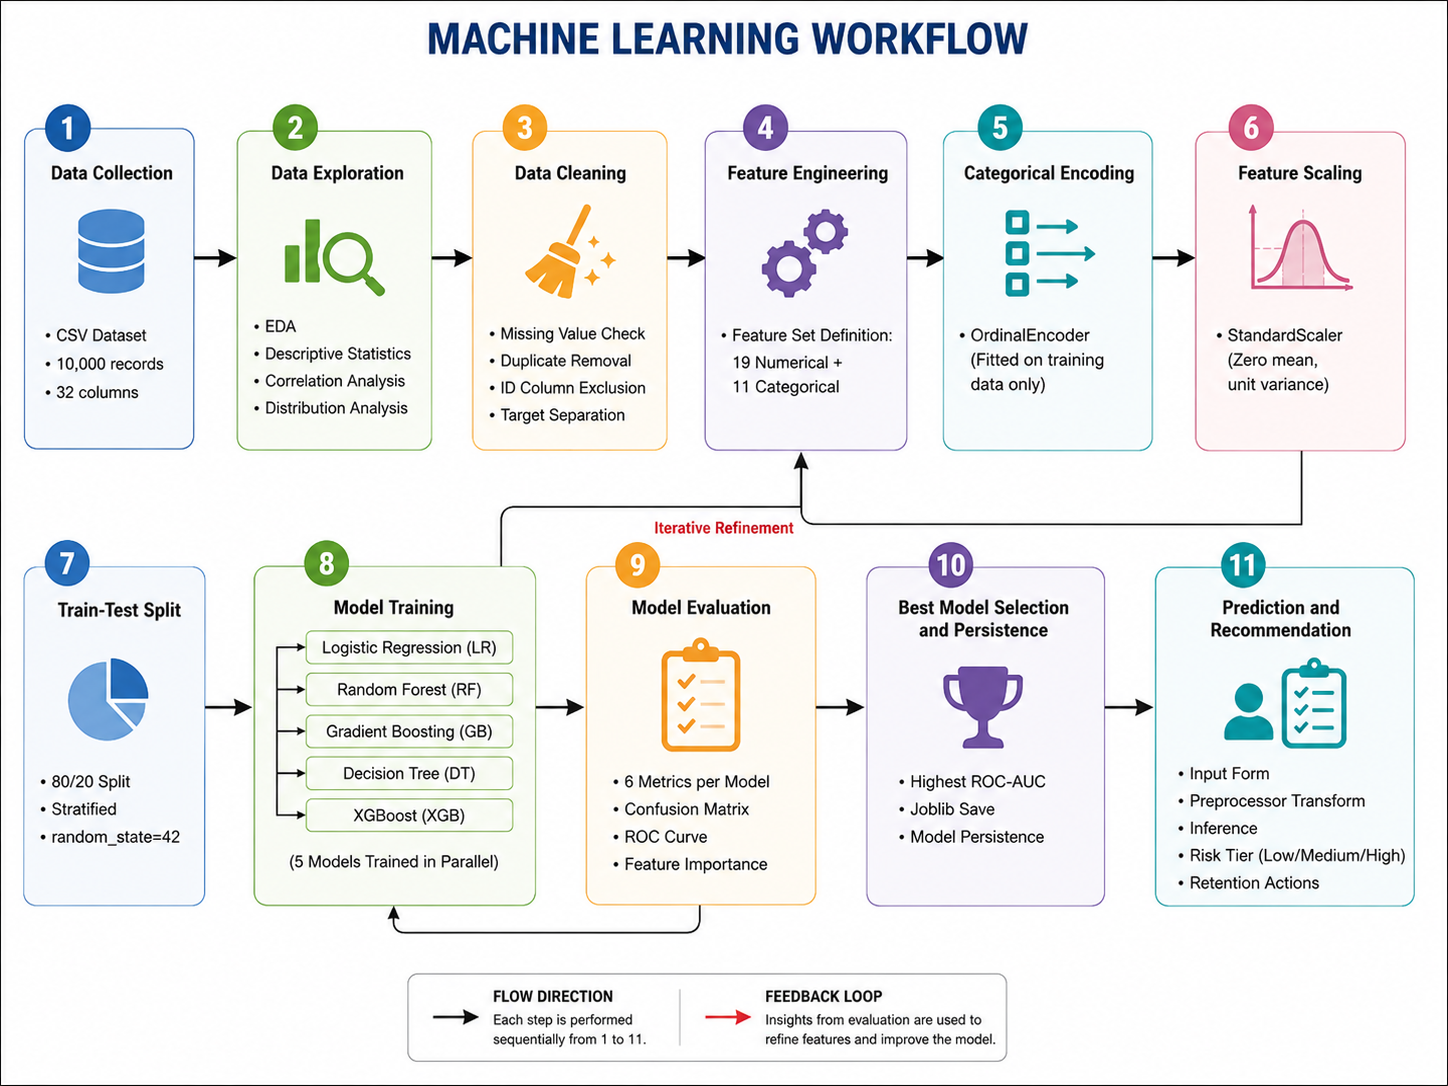 MACHINE LEARNING WORKFLOW
1
Data Collection
• CSV Dataset
• 10,000 records
• 32 columns
2
Data Exploration
• EDA
• Descriptive Statistics
• Correlation Analysis
• Distribution Analysis
3
Data Cleaning
• Missing Value Check
• Duplicate Removal
• ID Column Exclusion
• Target Separation
4
Feature Engineering
• Feature Set Definition:
19 Numerical +
11 Categorical
5
Categorical Encoding
• OrdinalEncoder
(Fitted on training
data only)
6
Feature Scaling
• StandardScaler
(Zero mean,
unit variance)
Iterative Refinement
7
Train-Test Split
• 80/20 Split
• Stratified
• random_state=42
8
Model Training
Logistic Regression (LR)
Random Forest (RF)
Gradient Boosting (GB)
Decision Tree (DT)
XGBoost (XGB)
(5 Models Trained in Parallel)
9
Model Evaluation
• 6 Metrics per Model
• Confusion Matrix
• ROC Curve
• Feature Importance
10
Best Model Selection
and Persistence
• Highest ROC-AUC
• Joblib Save
• Model Persistence
11
Prediction and
Recommendation
• Input Form
• Preprocessor Transform
• Inference
• Risk Tier (Low/Medium/High)
• Retention Actions
FLOW DIRECTION
Each step is performed
sequentially from 1 to 11.
FEEDBACK LOOP
Insights from evaluation are used to
refine features and improve the model.